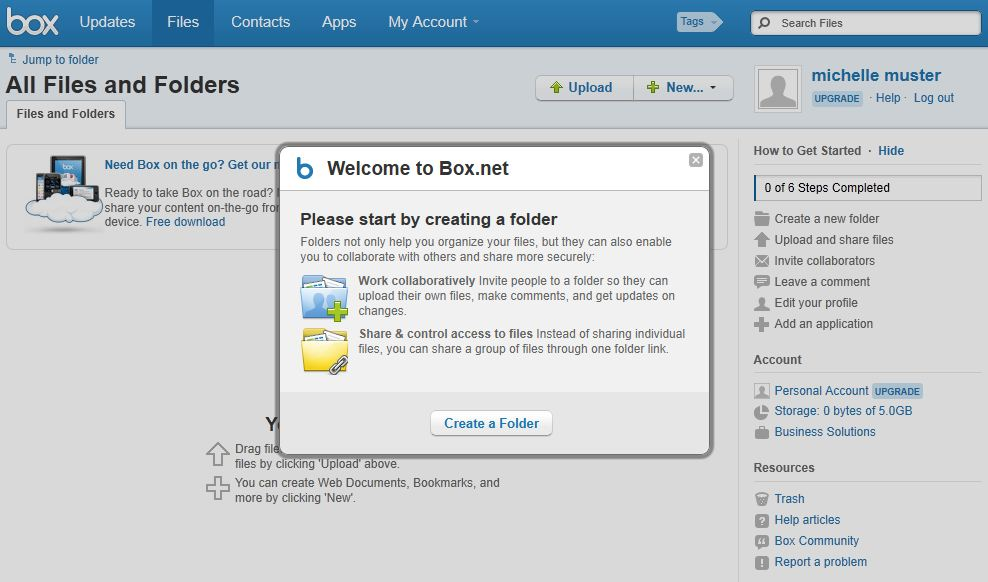 box Updates Files Contacts Apps My Account Tags Search Files
Jump to folder
All Files and Folders
Upload New...
michelle muster
UPGRADE · Help · Log out
Files and Folders
Need Box on the go? Get our
Ready to take Box on the road?
share your content on-the-go
device. Free download
b Welcome to Box.net
Please start by creating a folder
Folders not only help you organize your files, but they can also enable
you to collaborate with others and share more securely:
Work collaboratively Invite people to a folder so they can
upload their own files, make comments, and get updates on
changes.
Share & control access to files Instead of sharing individual
files, you can share a group of files through one folder link.
Create a Folder
Drag
files by clicking 'Upload' above.
You can create Web Documents, Bookmarks, and
more by clicking 'New'.
How to Get Started · Hide
0 of 6 Steps Completed
Create a new folder
Upload and share files
Invite collaborators
Leave a comment
Edit your profile
Add an application
Account
Personal Account UPGRADE
Storage: 0 bytes of 5.0GB
Business Solutions
Resources
Trash
Help articles
Box Community
Report a problem